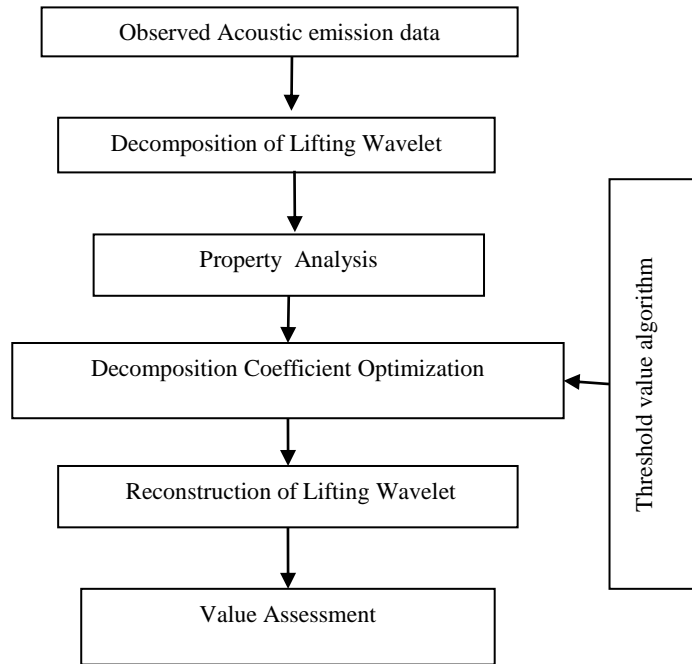 Observed Acoustic emission data
Decomposition of Lifting Wavelet
Property Analysis
Decomposition Coefficient Optimization
Threshold value algorithm
Reconstruction of Lifting Wavelet
Value Assessment